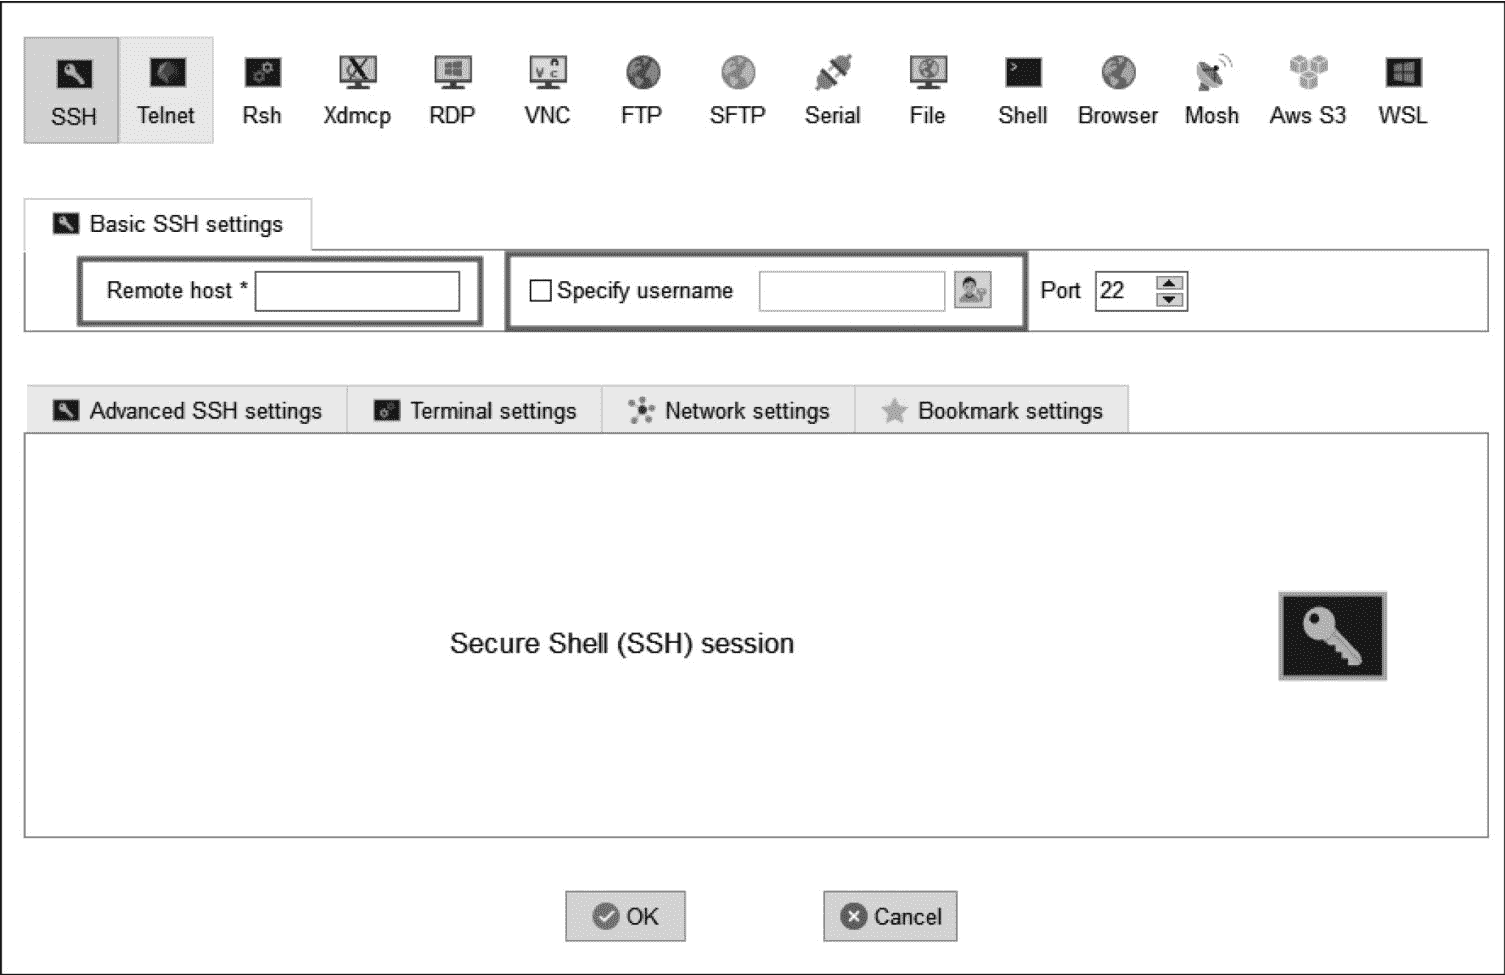 SSH Telnet Rsh Xdmcp RDP VNC FTP SFTP Serial File Shell Browser Mosh Aws S3 WSL
Basic SSH settings
Remote host * Specify username Port 22
Advanced SSH settings Terminal settings Network settings Bookmark settings
Secure Shell (SSH) session
OK Cancel